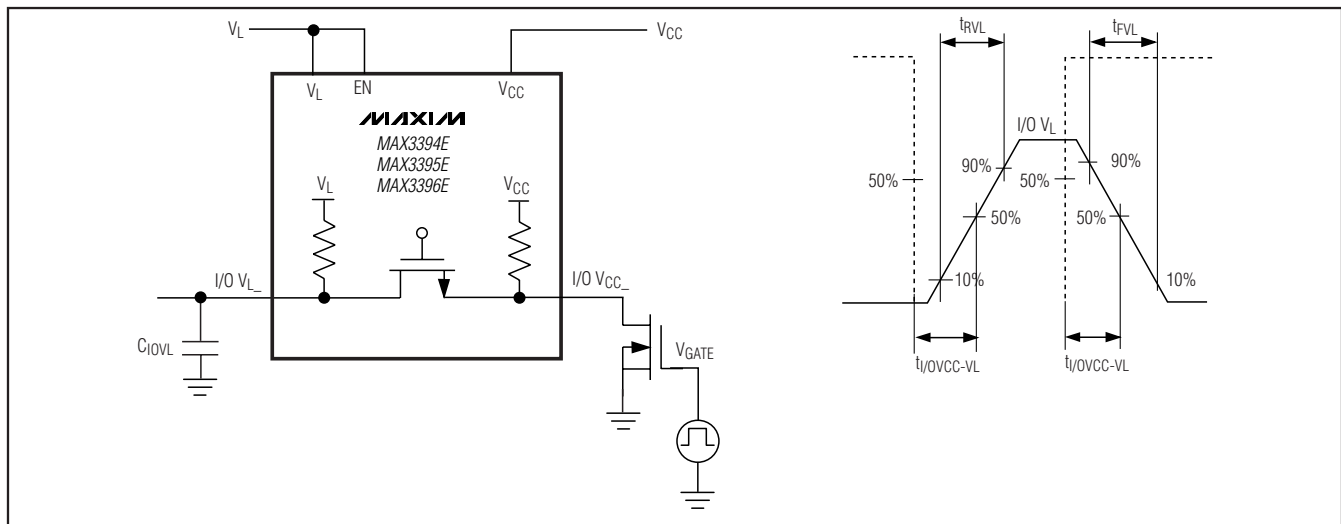 V_L
V_CC
V_L
EN
V_CC
MAXIM
MAX3394E
MAX3395E
MAX3396E
V_L
V_CC
I/O V_L_
I/O V_CC_
C_IOVL
V_GATE
t_RVL
t_FVL
I/O V_L
50%
90%
50%
10%
50%
90%
50%
10%
t_I/OVCC-VL
t_I/OVCC-VL